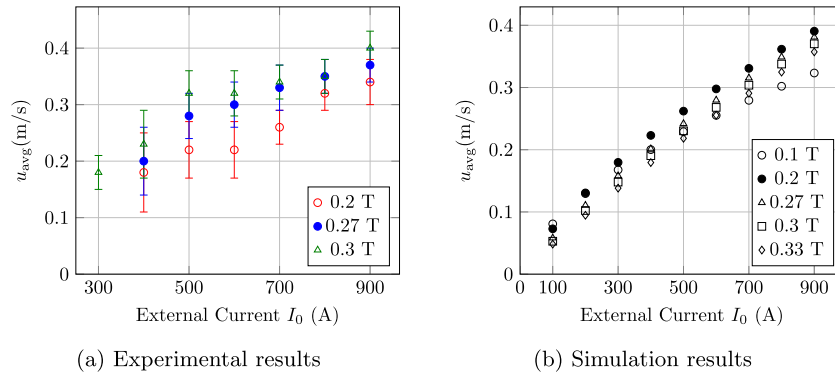 0.4
0.3
0.2
0.1
0
u_avg(m/s)
300 500 700 900
External Current I_0 (A)
0.2 T
0.27 T
0.3 T
(a) Experimental results
0.4
0.3
0.2
0.1
0
u_avg(m/s)
0 100 300 500 700 900
External Current I_0 (A)
0.1 T
0.2 T
0.27 T
0.3 T
0.33 T
(b) Simulation results